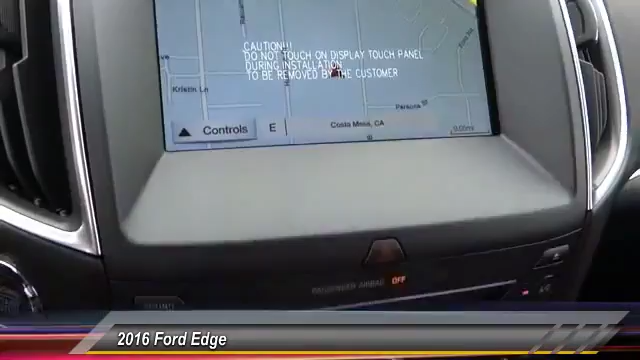 CAUTION!!!
DO NOT TOUCH ON DISPLAY TOUCH PANEL
DURING INSTALLATION
TO BE REMOVED BY THE CUSTOMER
Kristin Ln
Parsons St
Controls
E
Costa Mesa, CA
PASSENGER AIRBAG OFF
SOUND
2016 Ford Edge